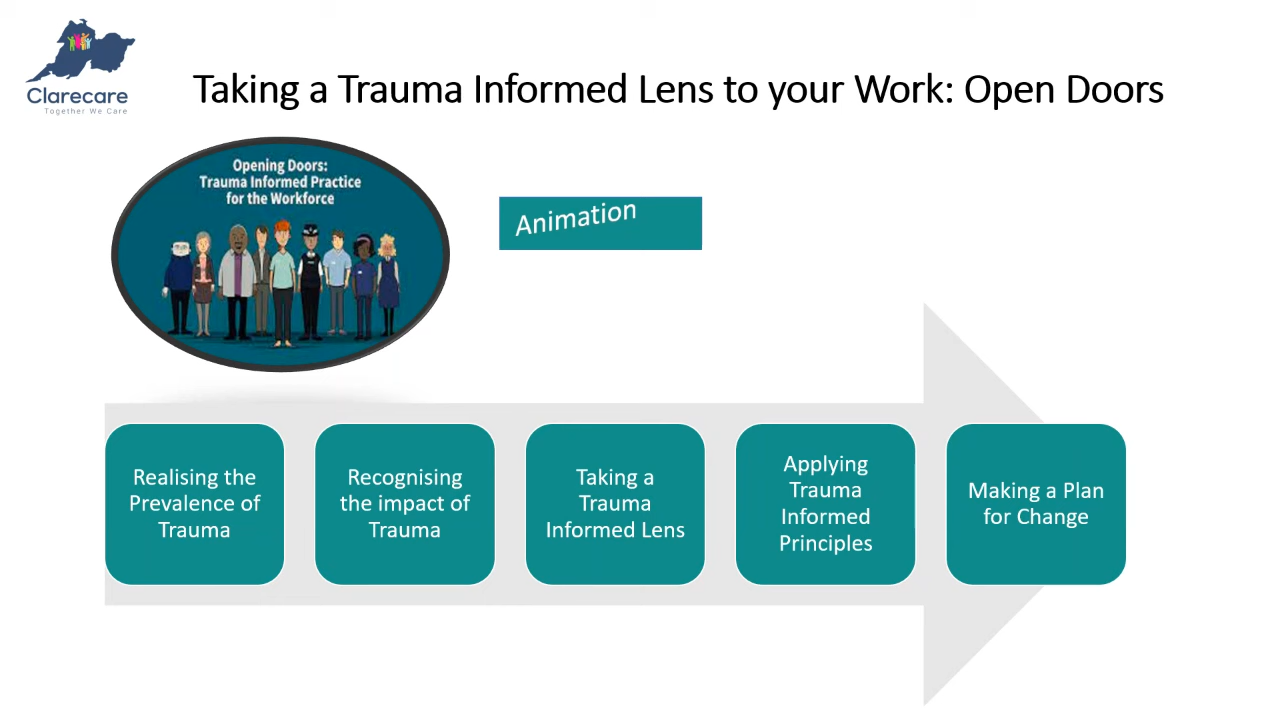 Clarecare
Together We Care
Taking a Trauma Informed Lens to your Work: Open Doors
Opening Doors:
Trauma Informed Practice
for the Workforce
Animation
Realising the
Prevalence of
Trauma
Recognising
the impact of
Trauma
Taking a
Trauma
Informed Lens
Applying
Trauma
Informed
Principles
Making a Plan
for Change